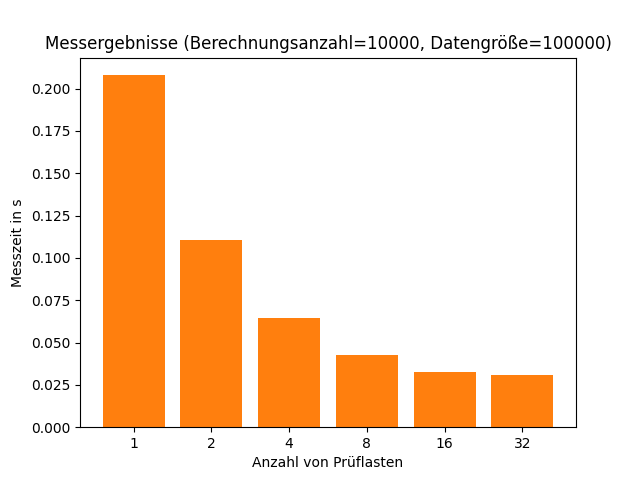 Messergebnisse (Berechnungsanzahl=10000, Datengröße=100000)
Messzeit in s
0.200
0.175
0.150
0.125
0.100
0.075
0.050
0.025
0.000
1 2 4 8 16 32
Anzahl von Prüflasten